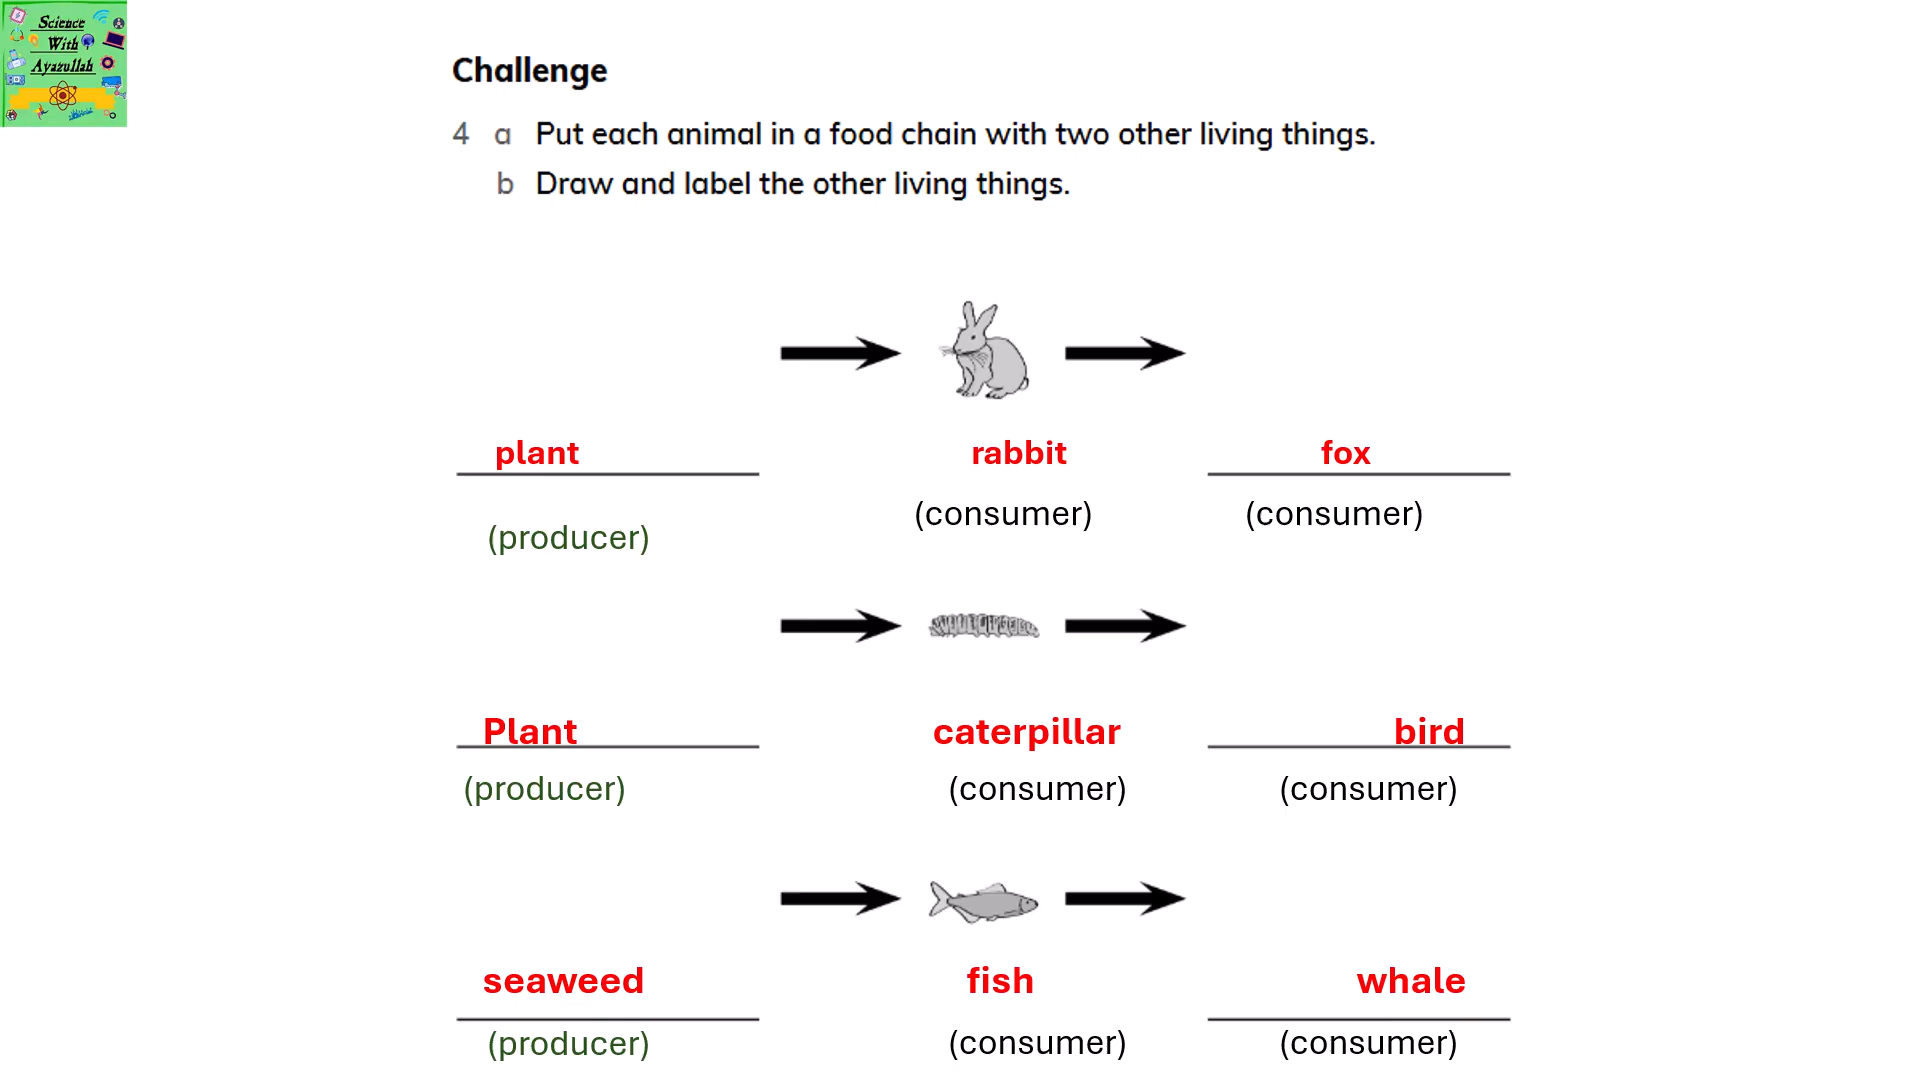 Science
With
Ayazullah
Challenge
4 a Put each animal in a food chain with two other living things.
b Draw and label the other living things.
plant rabbit fox
(consumer) (consumer)
(producer)
Plant caterpillar bird
(producer) (consumer) (consumer)
seaweed fish whale
(producer) (consumer) (consumer)